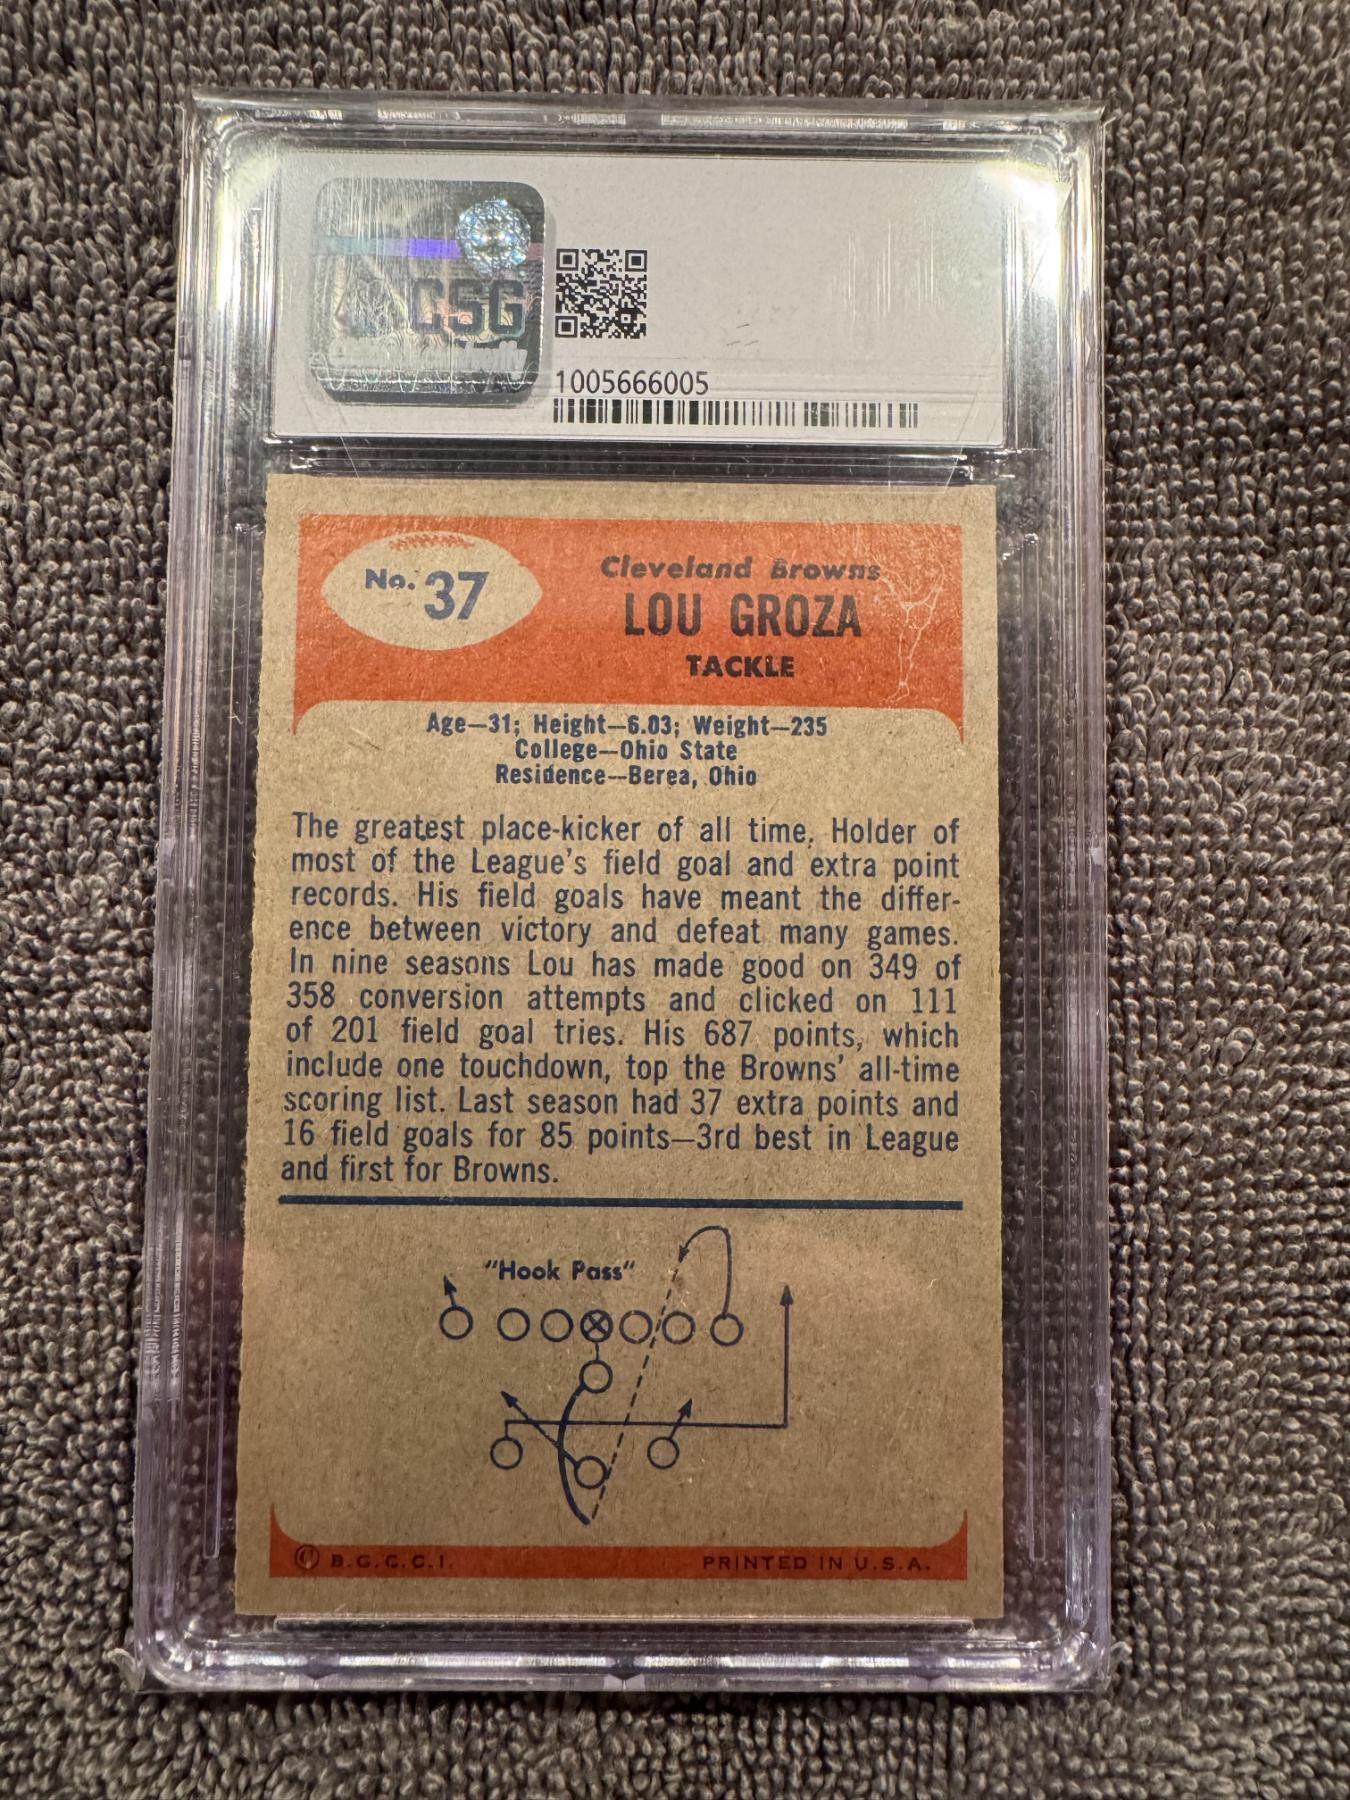 CSG
1005666005
No. 37
Cleveland Browns
LOU GROZA
TACKLE
Age—31; Height—6.03; Weight—235
College—Ohio State
Residence—Berea, Ohio
The greatest place-kicker of all time. Holder of
most of the League's field goal and extra point
records. His field goals have meant the differ-
ence between victory and defeat many games.
In nine seasons Lou has made good on 349 of
358 conversion attempts and clicked on 111
of 201 field goal tries. His 687 points, which
include one touchdown, top the Browns' all-time
scoring list. Last season had 37 extra points and
16 field goals for 85 points—3rd best in League
and first for Browns.
"Hook Pass"
© B.G.C.C.I. PRINTED IN U.S.A.